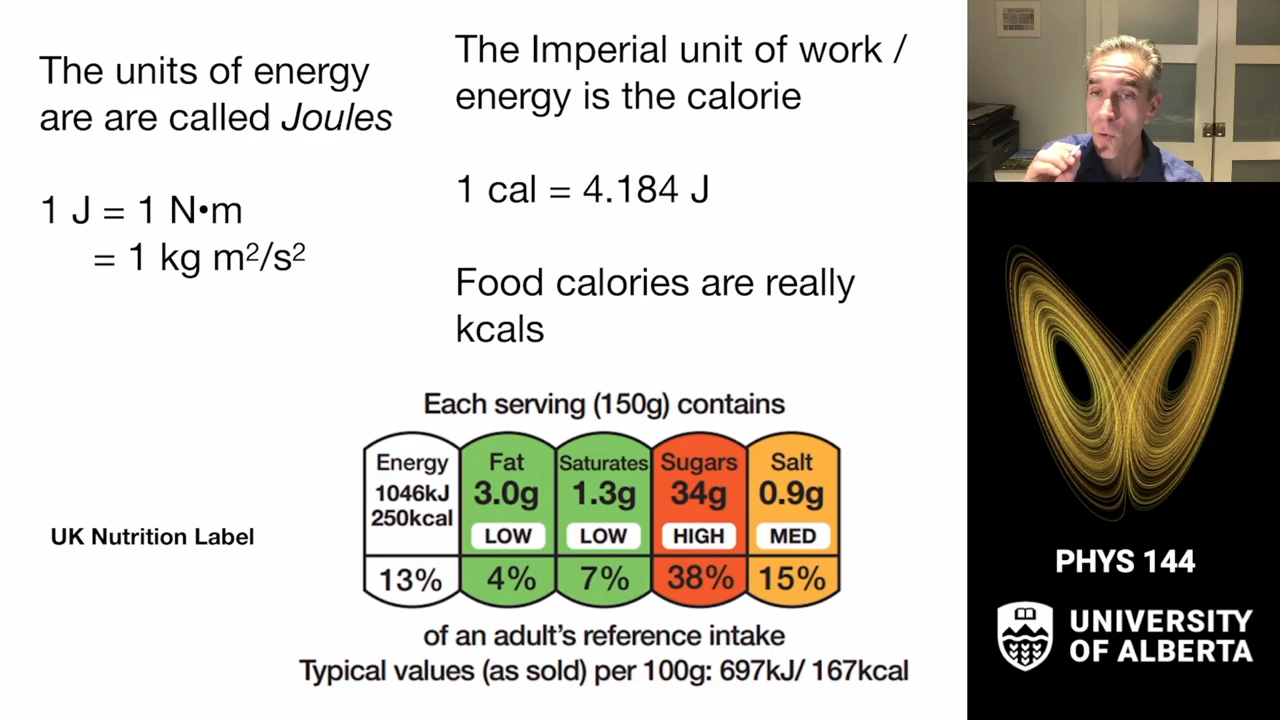 The units of energy
are are called Joules
1 J = 1 N•m
= 1 kg m²/s²
The Imperial unit of work /
energy is the calorie
1 cal = 4.184 J
Food calories are really
kcals
Each serving (150g) contains
Energy
1046kJ
250kcal
13%
Fat
3.0g
LOW
4%
Saturates
1.3g
LOW
7%
Sugars
34g
HIGH
38%
Salt
0.9g
MED
15%
of an adult's reference intake
Typical values (as sold) per 100g: 697kJ/ 167kcal
UK Nutrition Label
PHYS 144
UNIVERSITY
OF ALBERTA